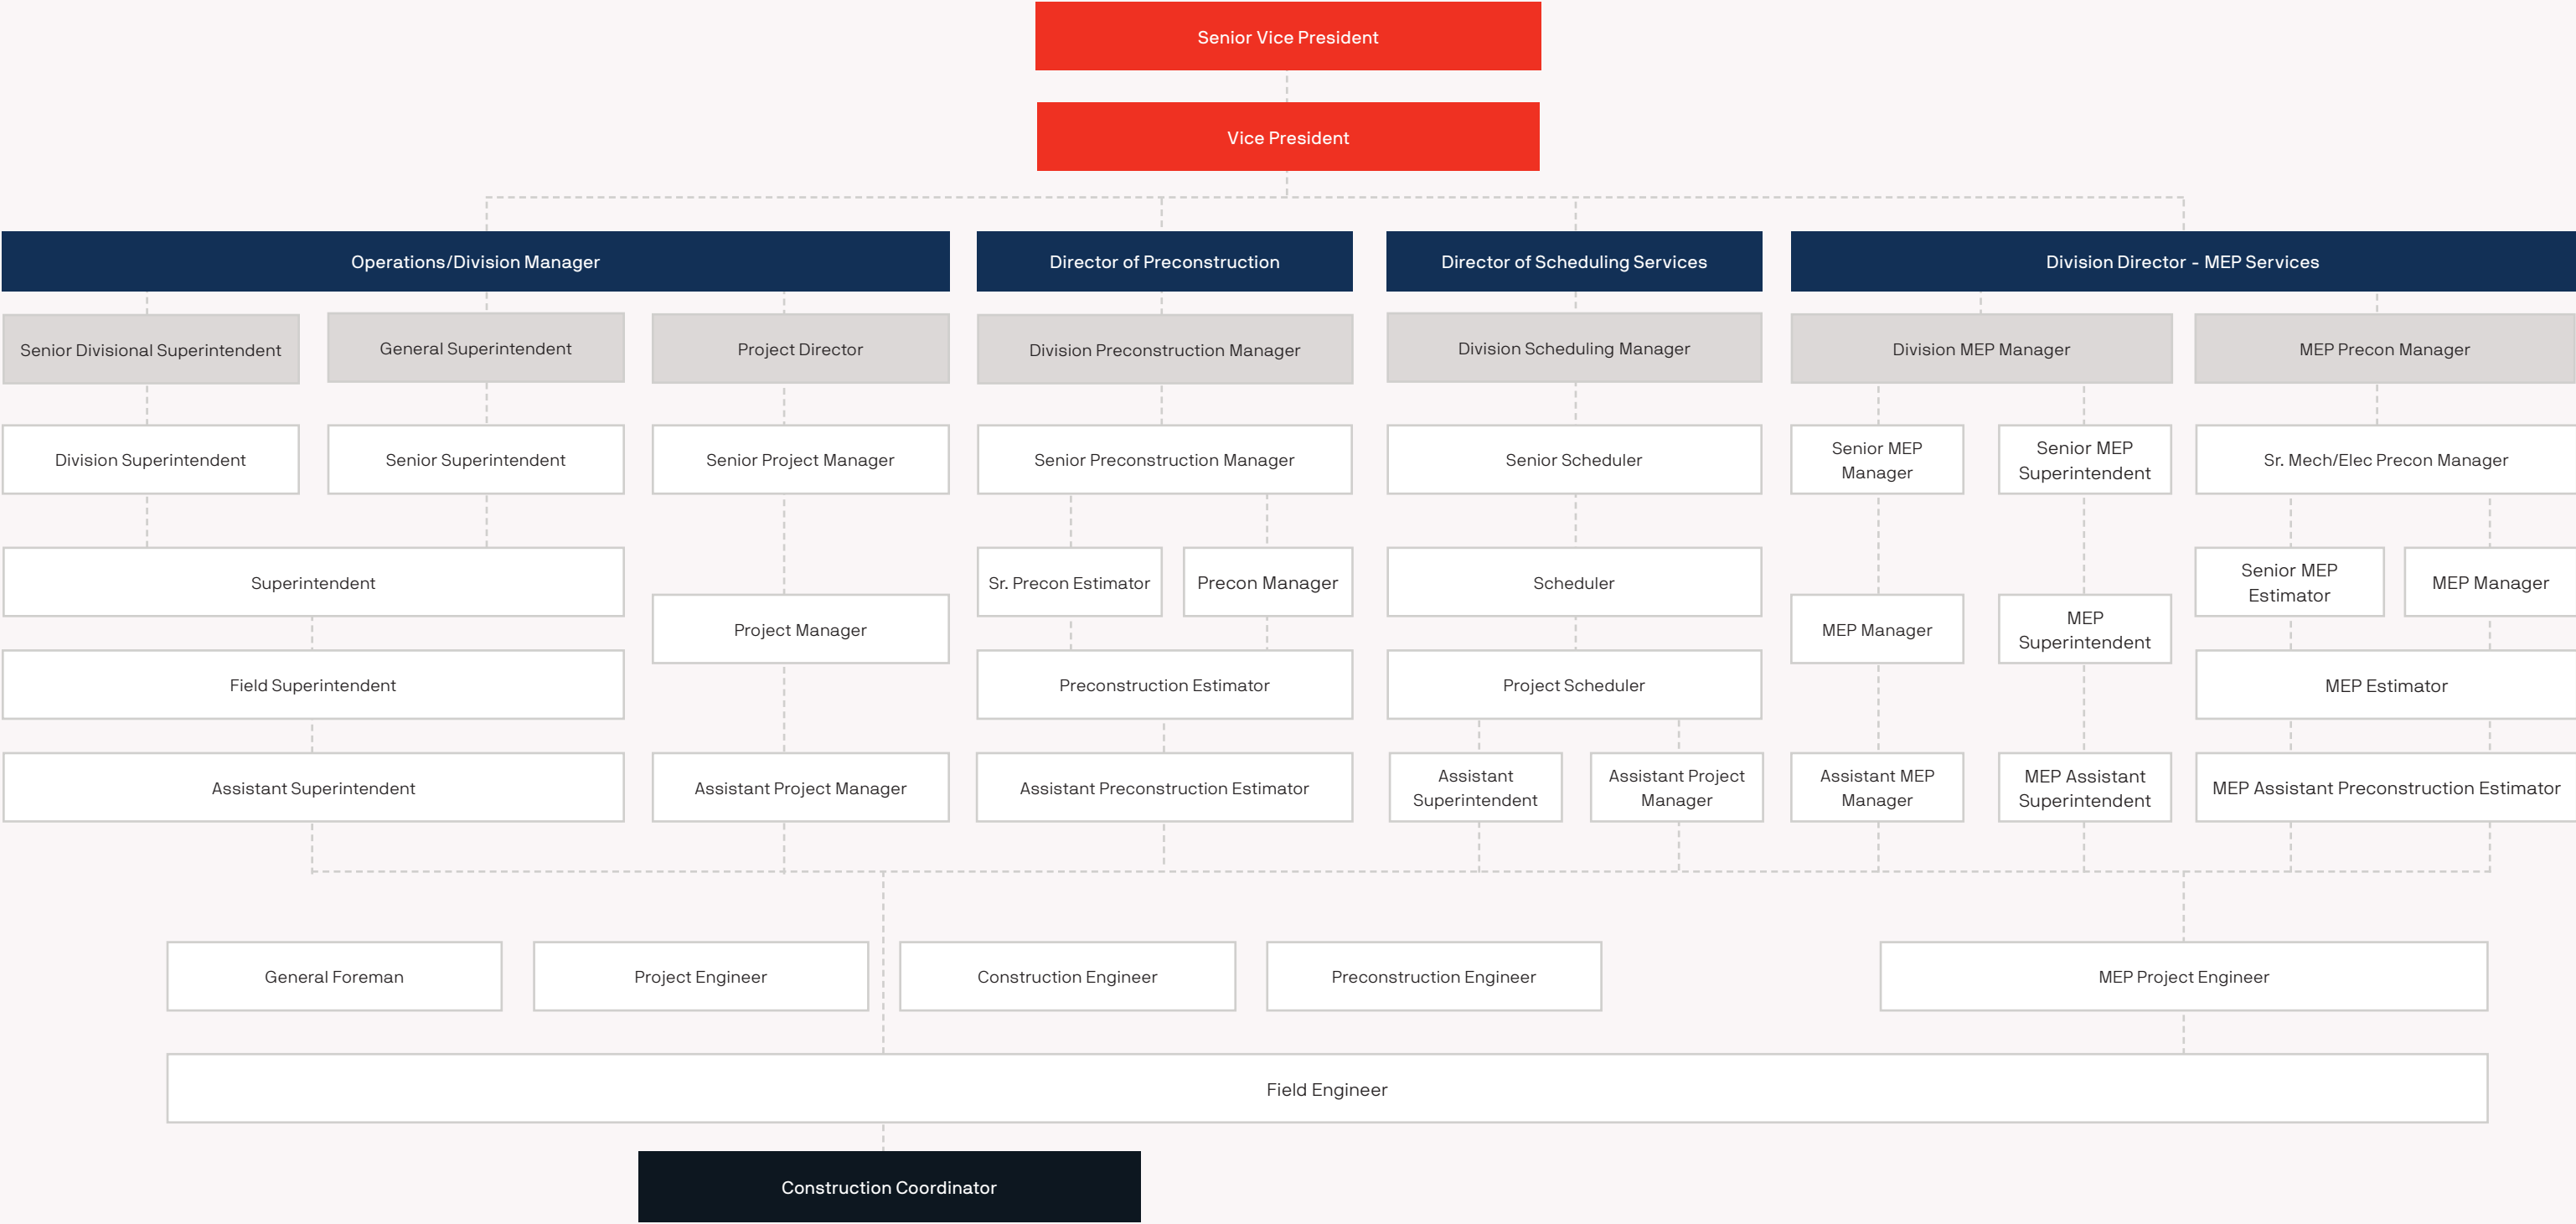 Senior Vice President
Vice President
Operations/Division Manager
Director of Preconstruction
Director of Scheduling Services
Division Director - MEP Services
Senior Divisional Superintendent
General Superintendent
Project Director
Division Preconstruction Manager
Division Scheduling Manager
Division MEP Manager
MEP Precon Manager
Division Superintendent
Senior Superintendent
Senior Project Manager
Senior Preconstruction Manager
Senior Scheduler
Senior MEP
Manager
Senior MEP
Superintendent
Sr. Mech/Elec Precon Manager
Superintendent
Project Manager
Sr. Precon Estimator
Precon Manager
Scheduler
MEP Manager
MEP
Superintendent
Senior MEP
Estimator
MEP Manager
Field Superintendent
Preconstruction Estimator
Project Scheduler
MEP Estimator
Assistant Superintendent
Assistant Project Manager
Assistant Preconstruction Estimator
Assistant
Superintendent
Assistant Project
Manager
Assistant MEP
Manager
MEP Assistant
Superintendent
MEP Assistant Preconstruction Estimator
General Foreman
Project Engineer
Construction Engineer
Preconstruction Engineer
MEP Project Engineer
Field Engineer
Construction Coordinator